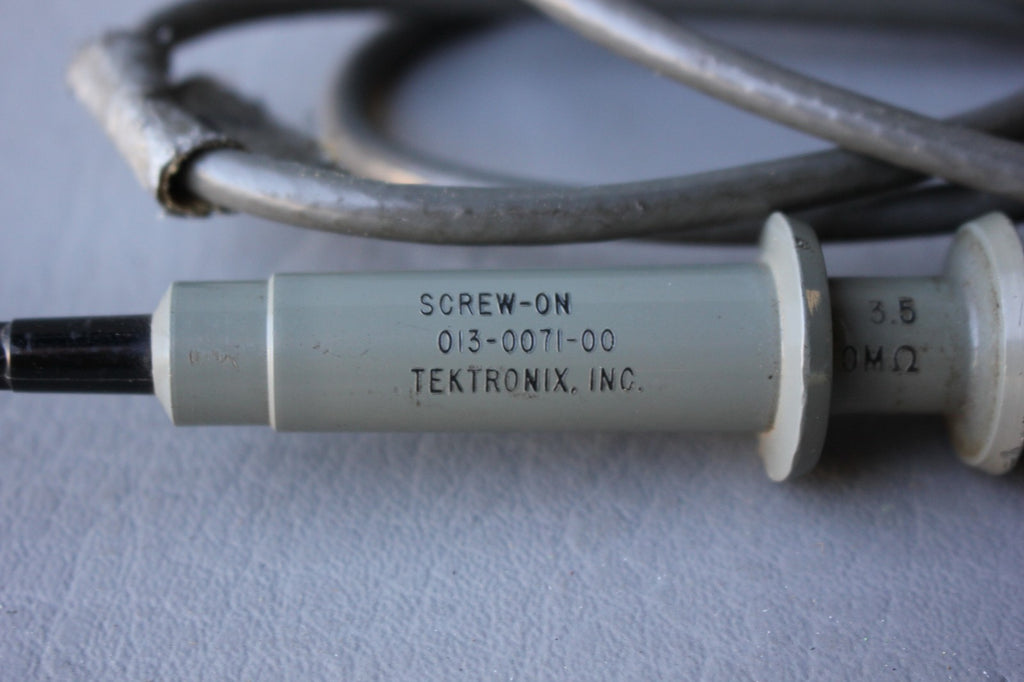 SCREW-ON
013-0071-00
TEKTRONIX, INC.
3.5
0MΩ